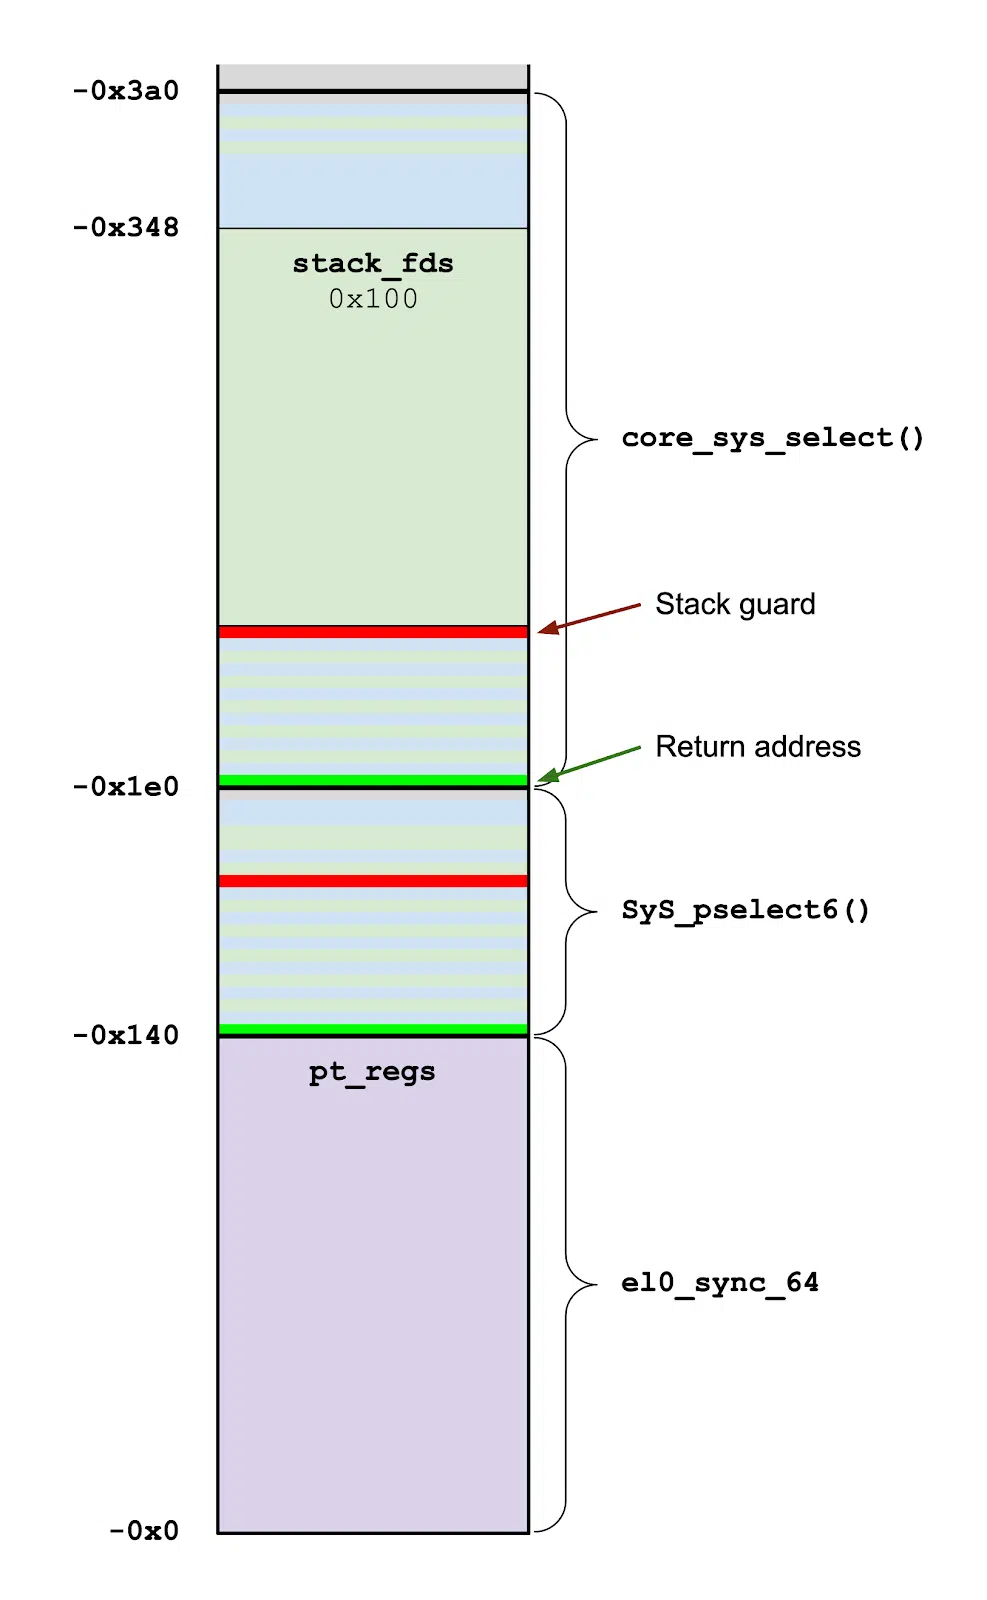 -0x3a0
-0x348
stack_fds
0x100
core_sys_select()
Stack guard
Return address
-0x1e0
SyS_pselect6()
-0x140
pt_regs
el0_sync_64
-0x0